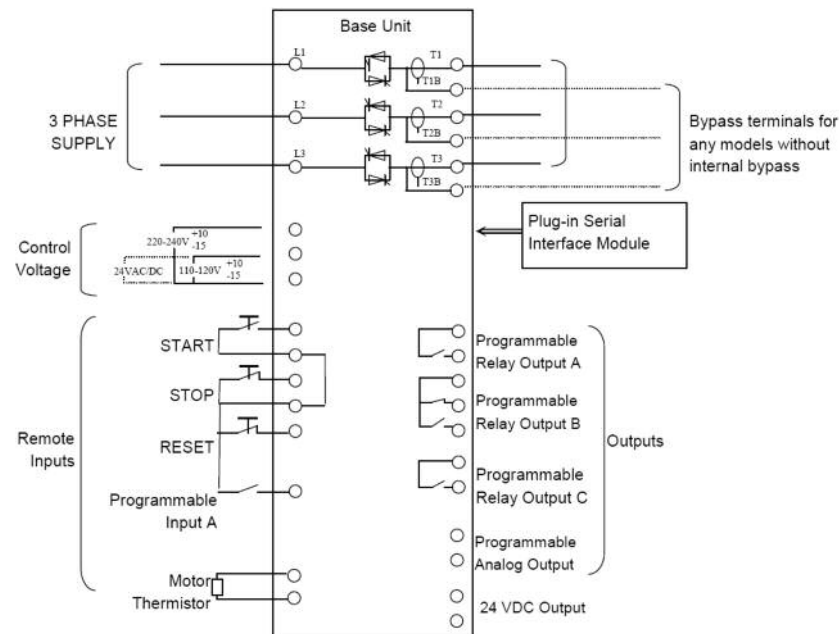 Base Unit
L1
T1
T1B
L2
T2
T2B
L3
T3
T3B
3 PHASE
SUPPLY
Bypass terminals for
any models without
internal bypass
Plug-in Serial
Interface Module
Control
Voltage
220-240V
+10
-15
24VAC/DC
110-120V
+10
-15
Remote
Inputs
START
STOP
RESET
Programmable
Input A
Motor
Thermistor
Programmable
Relay Output A
Programmable
Relay Output B
Programmable
Relay Output C
Programmable
Analog Output
24 VDC Output
Outputs